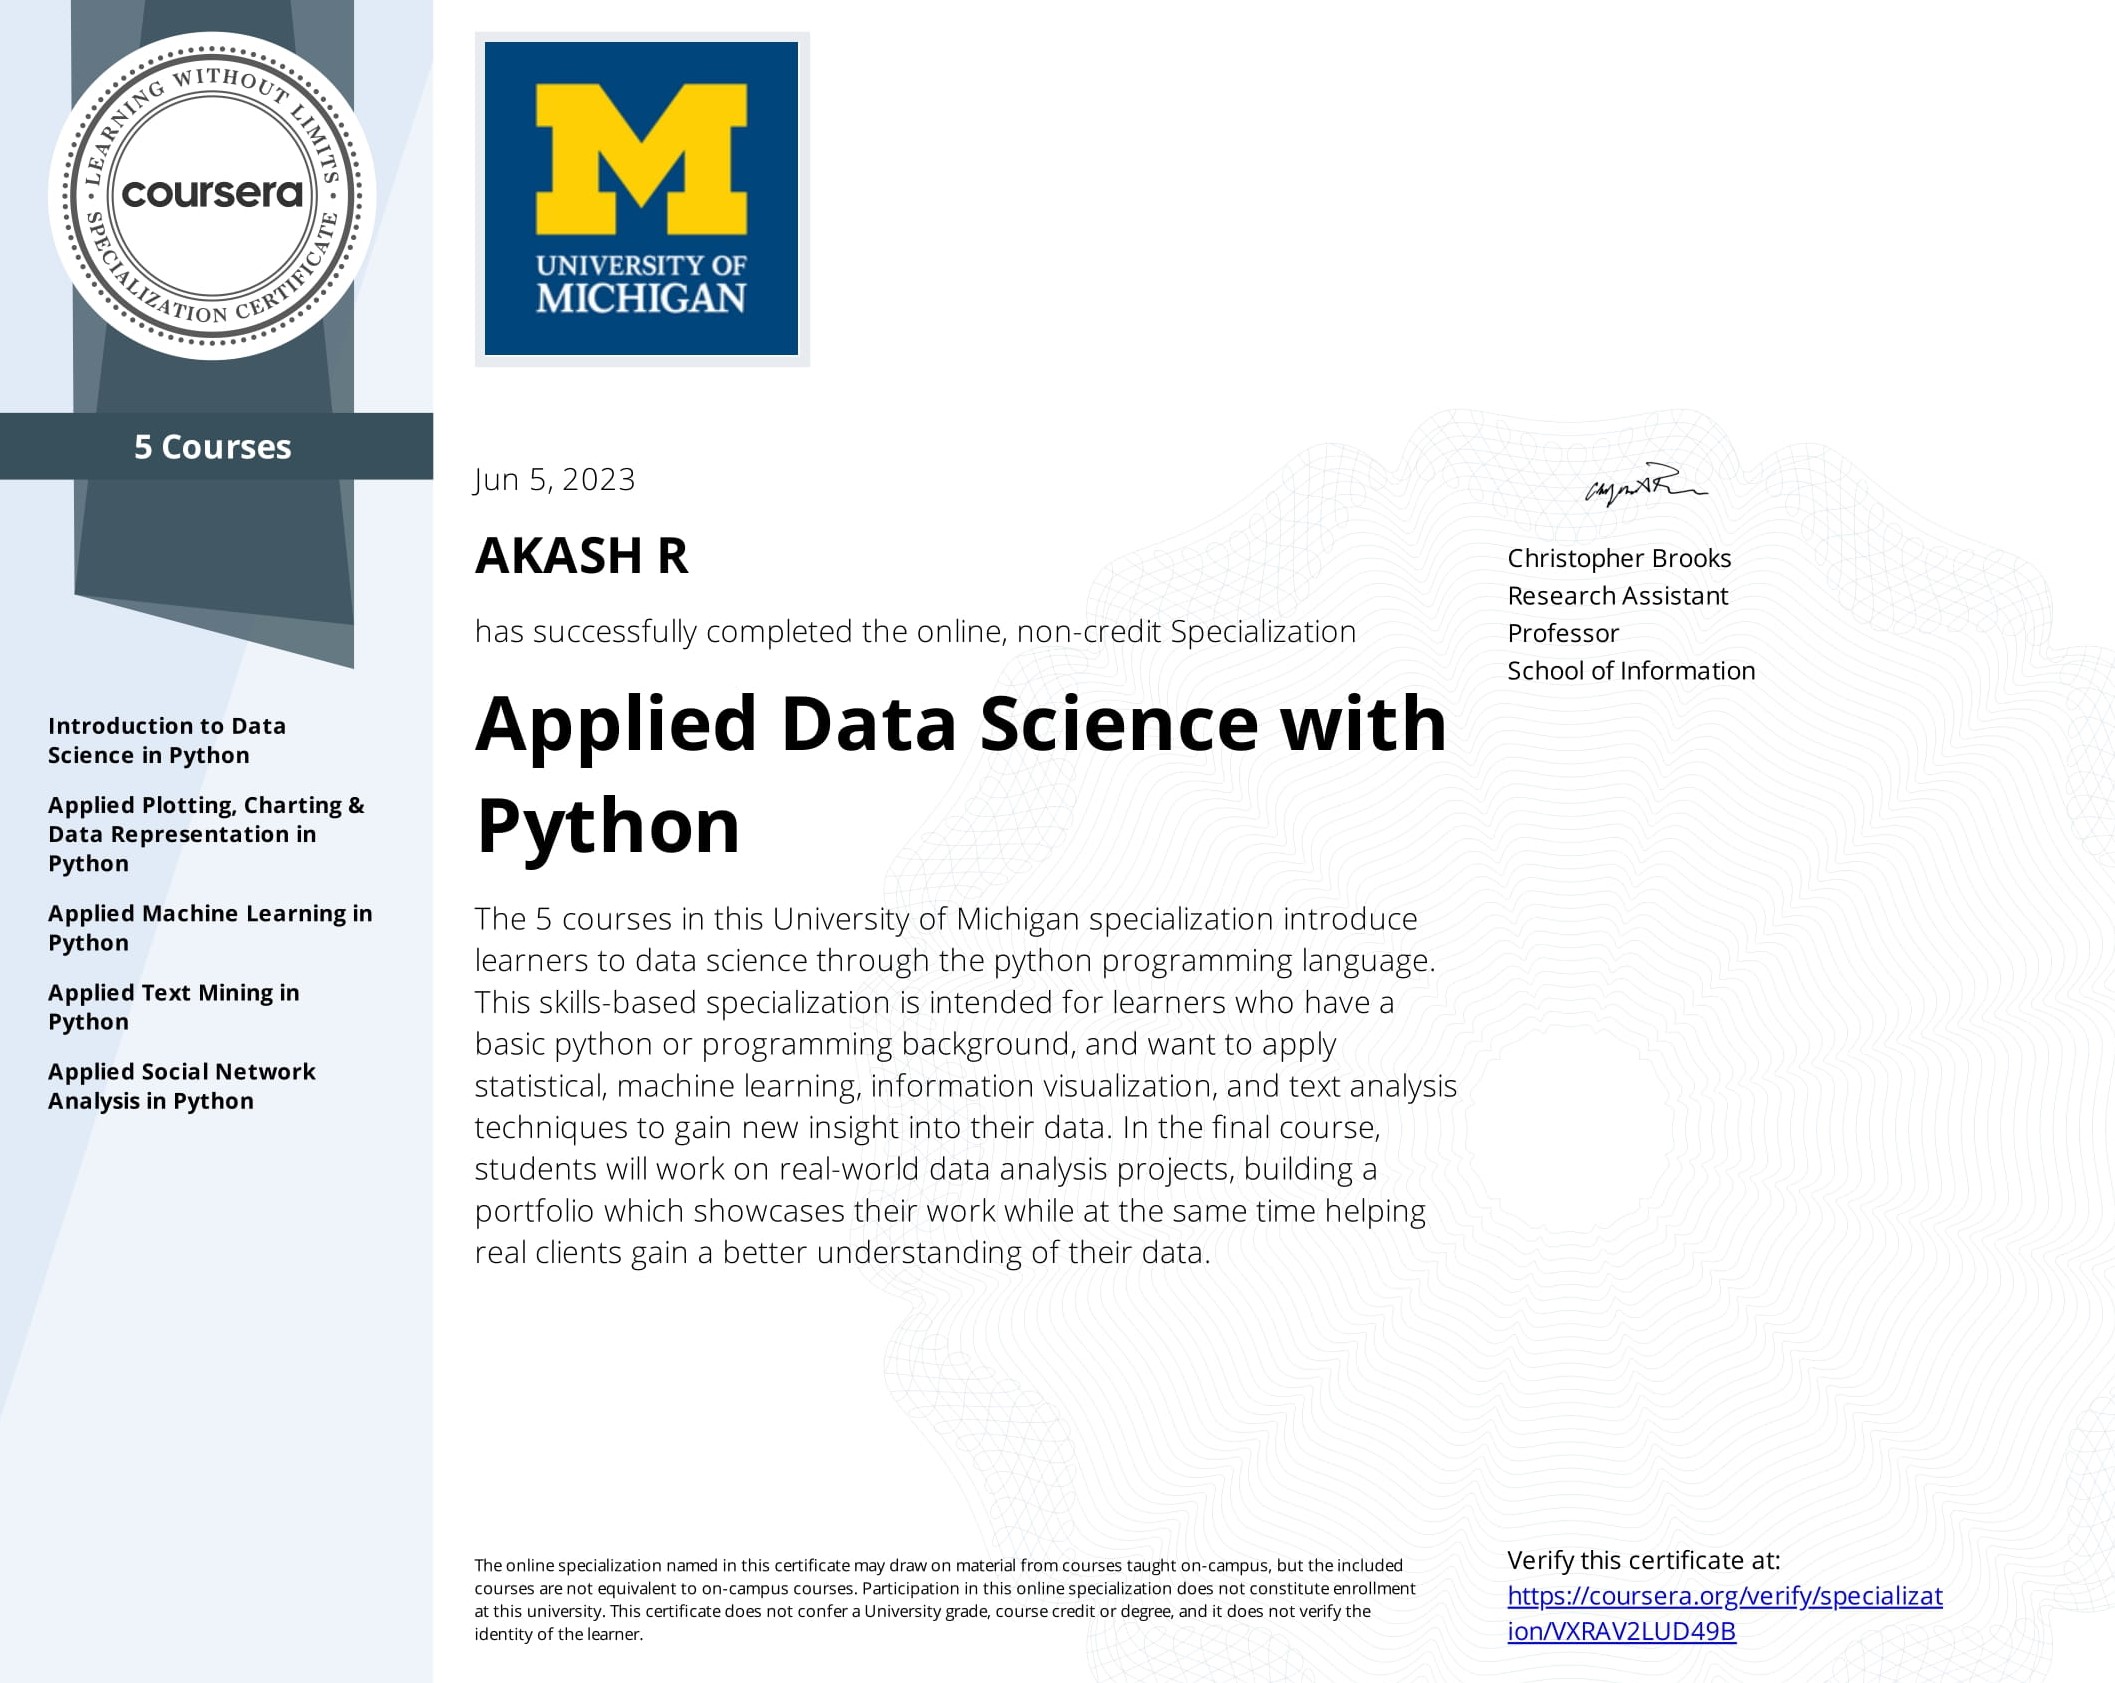 LEARNING WITHOUT LIMITS
coursera
SPECIALIZATION CERTIFICATE
5 Courses
Introduction to Data
Science in Python
Applied Plotting, Charting &
Data Representation in
Python
Applied Machine Learning in
Python
Applied Text Mining in
Python
Applied Social Network
Analysis in Python
M
UNIVERSITY OF
MICHIGAN
Jun 5, 2023
AKASH R
has successfully completed the online, non-credit Specialization
Applied Data Science with
Python
The 5 courses in this University of Michigan specialization introduce
learners to data science through the python programming language.
This skills-based specialization is intended for learners who have a
basic python or programming background, and want to apply
statistical, machine learning, information visualization, and text analysis
techniques to gain new insight into their data. In the final course,
students will work on real-world data analysis projects, building a
portfolio which showcases their work while at the same time helping
real clients gain a better understanding of their data.
Christopher Brooks
Research Assistant
Professor
School of Information
The online specialization named in this certificate may draw on material from courses taught on-campus, but the included
courses are not equivalent to on-campus courses. Participation in this online specialization does not constitute enrollment
at this university. This certificate does not confer a University grade, course credit or degree, and it does not verify the
identity of the learner.
Verify this certificate at:
https://coursera.org/verify/specializat
ion/VXRAV2LUD49B